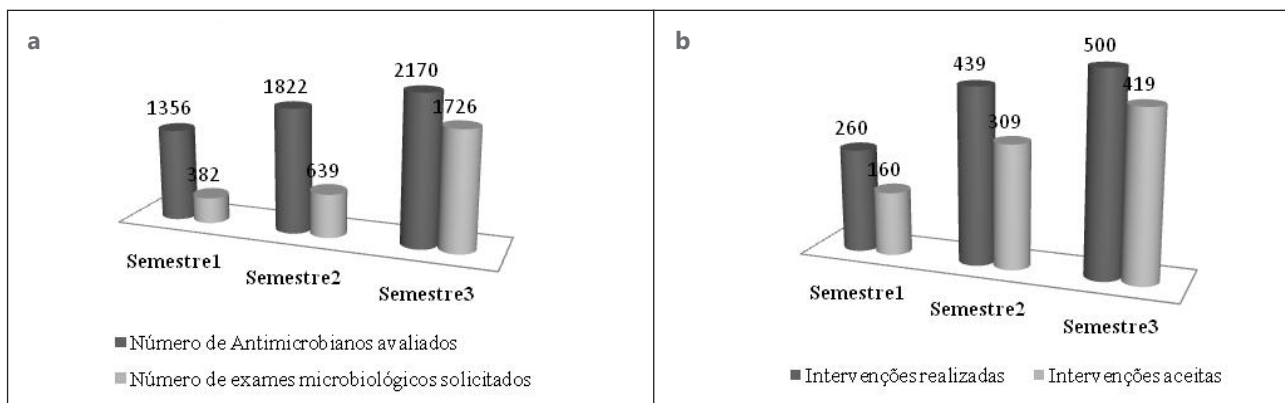 a
1356
382
1822
639
2170
1726
Semestre1
Semestre2
Semestre3
Número de Antimicrobianos avaliados
Número de exames microbiológicos solicitados
b
260
160
439
309
500
419
Semestre1
Semestre2
Semestre3
Intervenções realizadas Intervenções aceitas